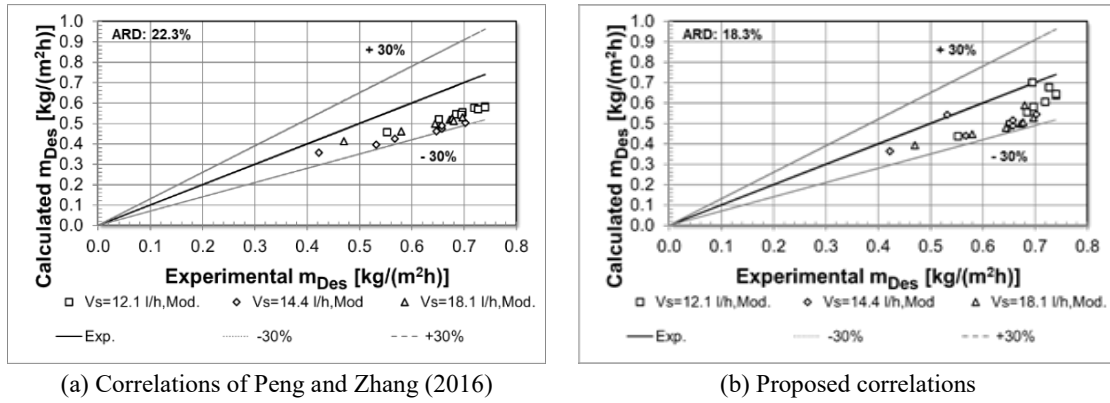 ARD: 22.3%
1.0
0.9
0.8
0.7
0.6
0.5
0.4
0.3
0.2
0.1
0.0
Calculated mDes [kg/(m²h)]
+ 30%
- 30%
0.0 0.1 0.2 0.3 0.4 0.5 0.6 0.7 0.8
Experimental mDes [kg/(m²h)]
Vs=12.1 l/h,Mod. Vs=14.4 l/h,Mod Vs=18.1 l/h,Mod.
Exp. -30% +30%
(a) Correlations of Peng and Zhang (2016)
ARD: 18.3%
1.0
0.9
0.8
0.7
0.6
0.5
0.4
0.3
0.2
0.1
0.0
Calculated mDes [kg/(m²h)]
+ 30%
- 30%
0.0 0.1 0.2 0.3 0.4 0.5 0.6 0.7 0.8
Experimental mDes [kg/(m²h)]
Vs=12.1 l/h,Mod. Vs=14.4 l/h,Mod. Vs=18.1 l/h,Mod.
Exp. -30% +30%
(b) Proposed correlations